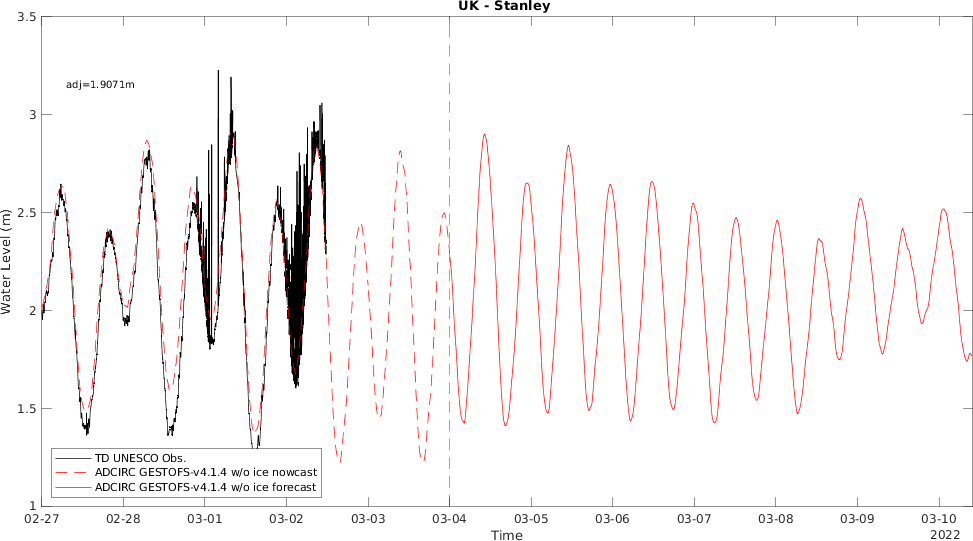 UK - Stanley
3.5
adj=1.9071m
3
2.5
Water Level (m)
2
1.5
TD UNESCO Obs.
ADCIRC GESTOFS-v4.1.4 w/o ice nowcast
ADCIRC GESTOFS-v4.1.4 w/o ice forecast
1
02-27 02-28 03-01 03-02 03-03 03-04 03-05 03-06 03-07 03-08 03-09 03-10
Time 2022